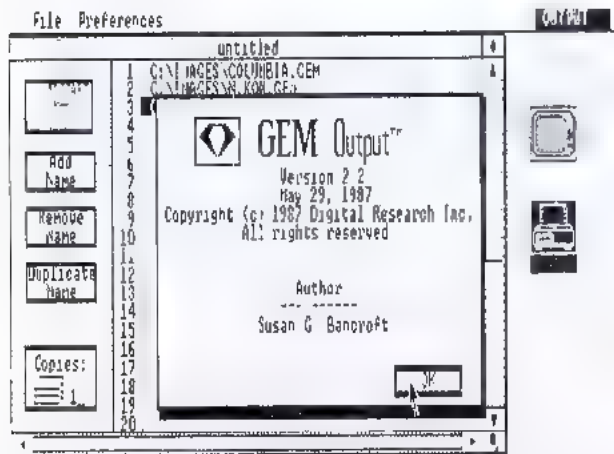 File Preferences
OUTPUT
untitled
1 C:\IMAGES\COLUMBIA.GEM
2
3
4
5
6
7
8
9
10
11
12
13
14
15
16
17
18
19
20
Add
Name
Remove
Name
Duplicate
Name
Copies:
1
GEM Output™
Version 2.2
May 29, 1987
Copyright (c) 1987 Digital Research Inc.
All rights reserved
Author
Susan G. Bancroft
OK